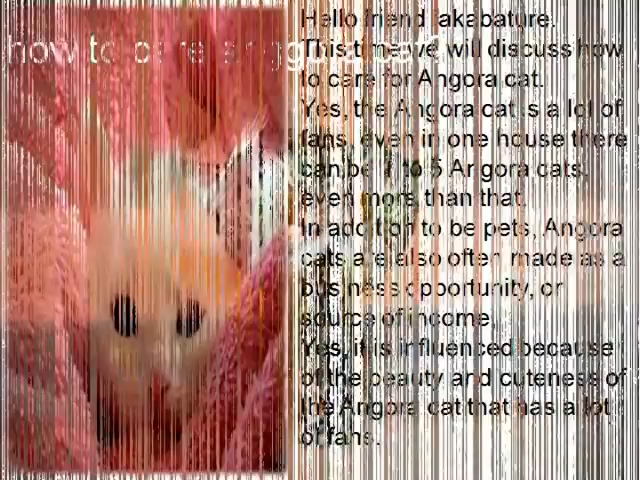 how to care anggora cat?
Hello friend jakabature.
This time we will discuss how
to care for Angora cat.
Yes, the Angora cat is a lot of
fans, even in one house there
can be 1 to 5 Angora cats,
even more than that.
In addition to be pets, Angora
cats are also often made as a
business opportunity, or
source of income.
Yes, it is influenced because
of the beauty and cuteness of
the Angora cat that has a lot
of fans.